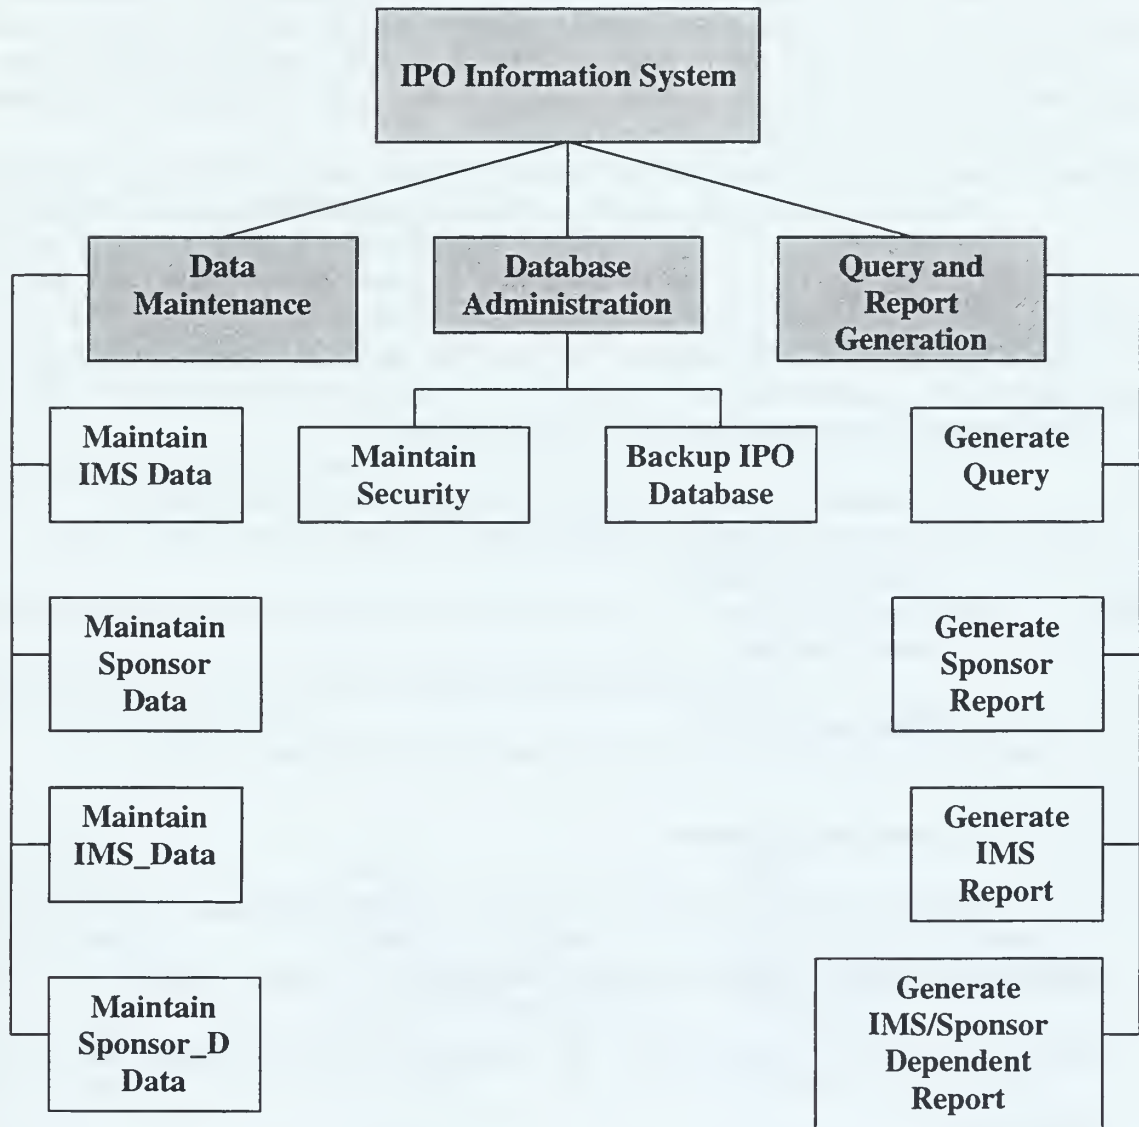 IPO Information System
Data
Maintenance
Database
Administration
Query and
Report
Generation
Maintain
IMS Data
Maintain
Security
Backup IPO
Database
Generate
Query
Mainatain
Sponsor
Data
Generate
Sponsor
Report
Maintain
IMS_Data
Generate
IMS
Report
Maintain
Sponsor_D
Data
Generate
IMS/Sponsor
Dependent
Report